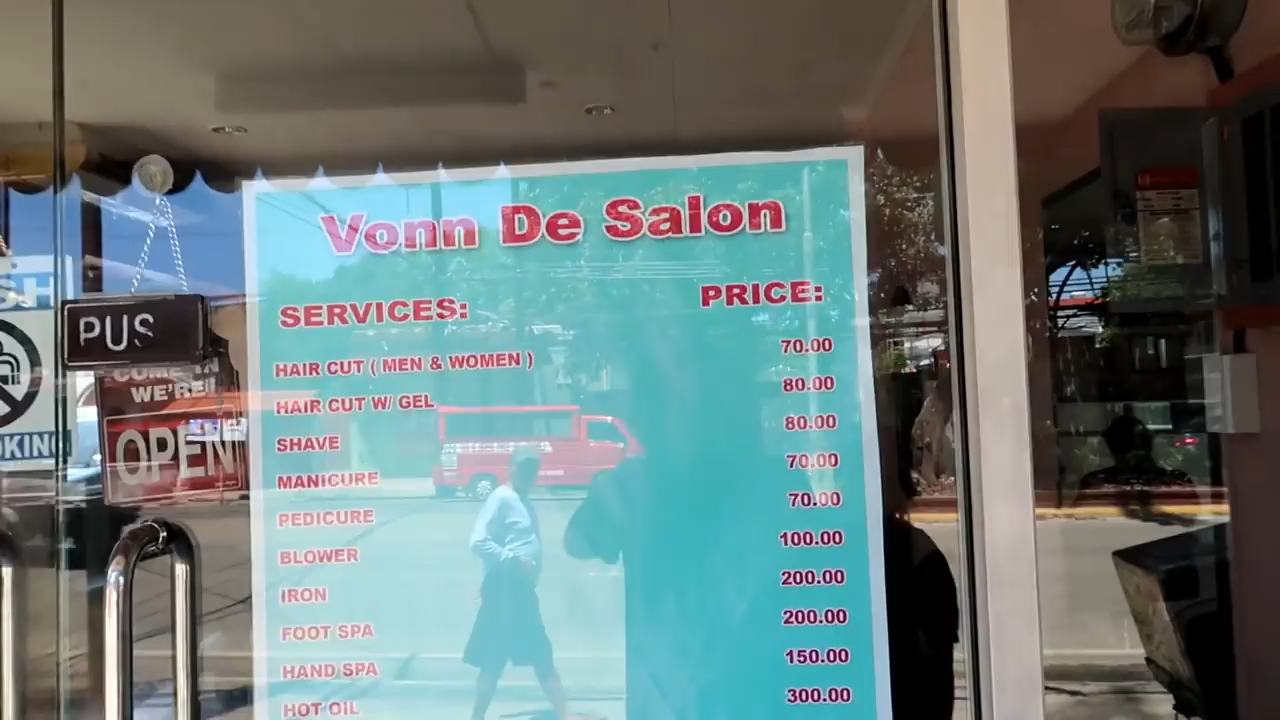 Vonn De Salon
SERVICES: PRICE:
HAIR CUT ( MEN & WOMEN ) 70.00
HAIR CUT W/ GEL 80.00
SHAVE 80.00
MANICURE 70.00
PEDICURE 70.00
BLOWER 100.00
IRON 200.00
FOOT SPA 200.00
HAND SPA 150.00
HOT OIL 300.00
PUS
COME IN
WE'RE
OPEN
SH
OKING